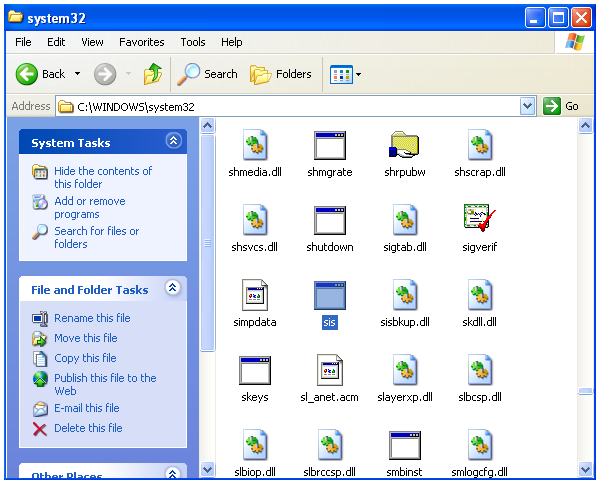 system32
File Edit View Favorites Tools Help
Back Search Folders
Address C:\WINDOWS\system32 Go
System Tasks
Hide the contents of
this folder
Add or remove
programs
Search for files or
folders
File and Folder Tasks
Rename this file
Move this file
Copy this file
Publish this file to the
Web
E-mail this file
Delete this file
Other Places
shmedia.dll shmgrate shrpubw shscrap.dll
shsvcs.dll shutdown sigtab.dll sigverif
simpdata sis sisbkup.dll skdll.dll
skeys sl_anet.acm slayerxp.dll slbcsp.dll
slbiop.dll slbrccsp.dll smbinst smlogcfg.dll